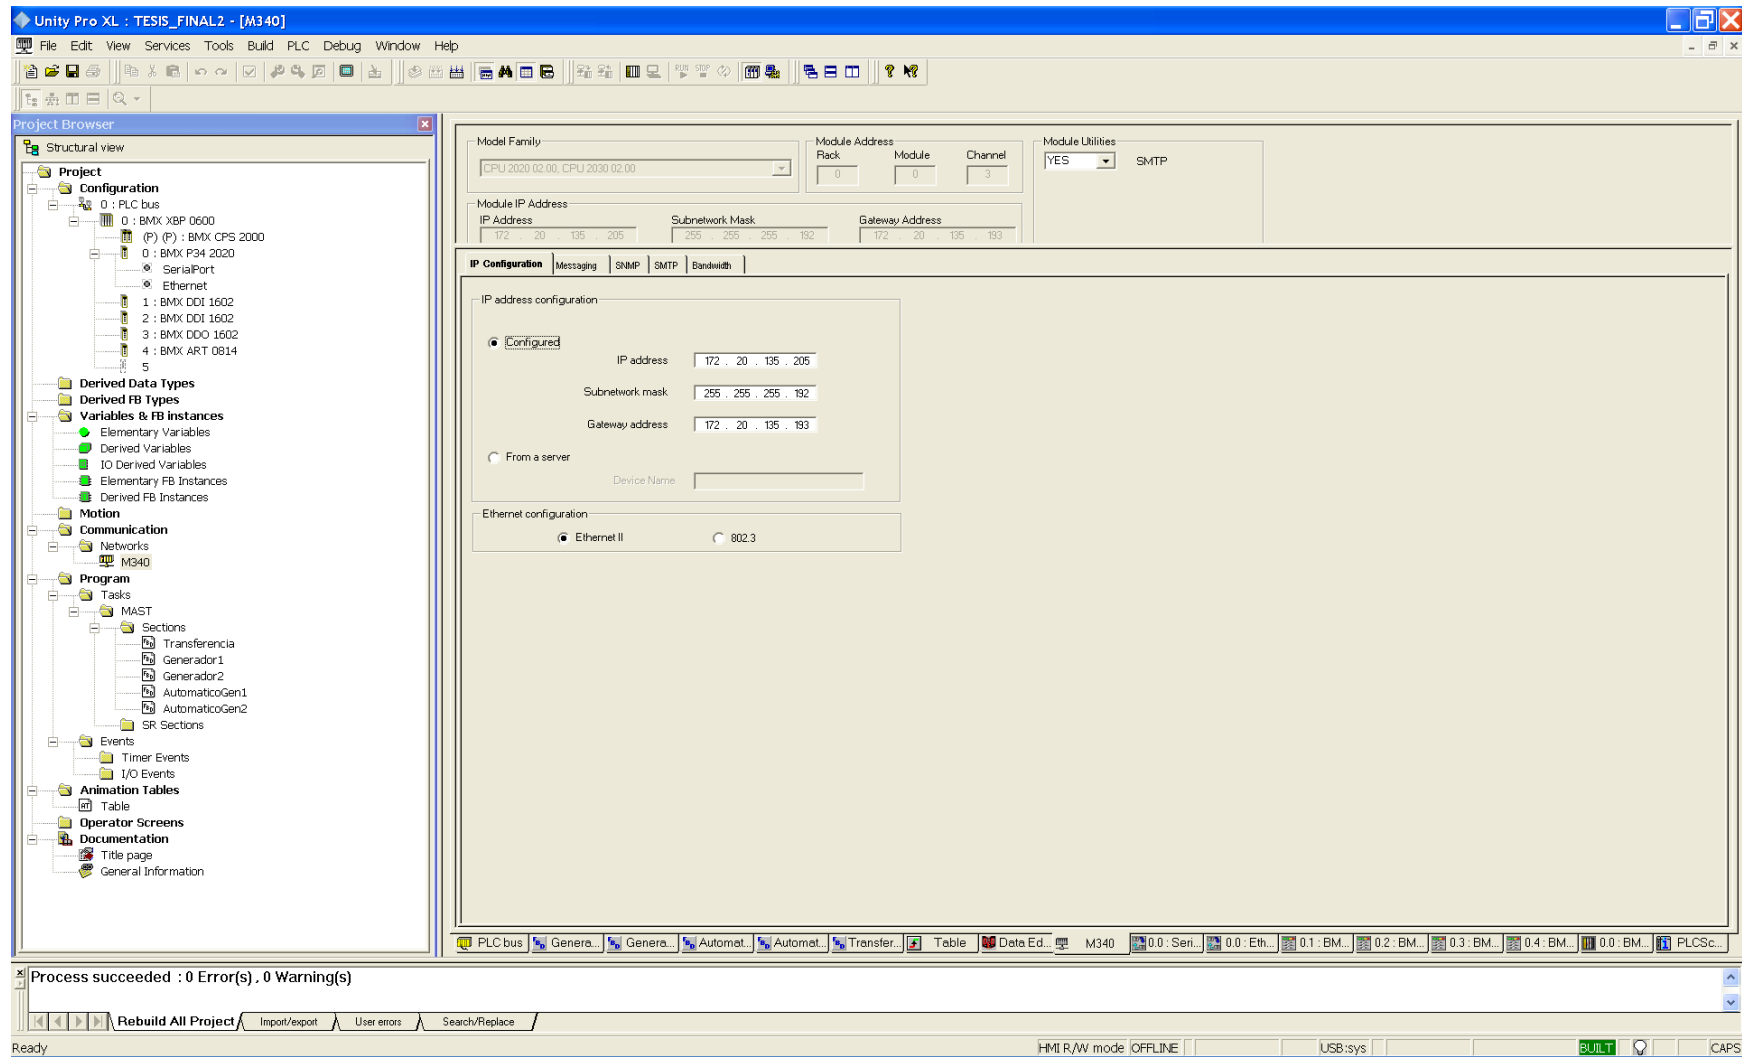 Unity Pro XL : TESIS_FINAL2 - [M340]
File Edit View Services Tools Build PLC Debug Window Help
RUN STOP
Project Browser
Structural view
Project
Configuration
0 : PLC bus
0 : BMX XBP 0600
(P) (P) : BMX CPS 2000
0 : BMX P34 2020
SerialPort
Ethernet
1 : BMX DDI 1602
2 : BMX DDI 1602
3 : BMX DDO 1602
4 : BMX ART 0814
5
Derived Data Types
Derived FB Types
Variables & FB instances
Elementary Variables
Derived Variables
IO Derived Variables
Elementary FB Instances
Derived FB Instances
Motion
Communication
Networks
M340
Program
Tasks
MAST
Sections
Transferencia
Generador1
Generador2
AutomaticoGen1
AutomaticoGen2
SR Sections
Events
Timer Events
I/O Events
Animation Tables
Table
Operator Screens
Documentation
Title page
General Information
Model Family
CPU 2020 02.00, CPU 2030 02.00
Module Address
Rack Module Channel
0 0 3
Module Utilities
YES SMTP
Module IP Address
IP Address Subnetwork Mask Gateway Address
172 . 20 . 135 . 205 255 . 255 . 255 . 192 172 . 20 . 135 . 193
IP Configuration Messaging SNMP SMTP Bandwidth
IP address configuration
Configured
IP address 172 . 20 . 135 . 205
Subnetwork mask 255 . 255 . 255 . 192
Gateway address 172 . 20 . 135 . 193
From a server
Device Name
Ethernet configuration
Ethernet II 802.3
PLC bus Genera... Genera... Automat... Automat... Transfer... Table Data Ed... M340 0.0 : Seri... 0.0 : Eth... 0.1 : BM... 0.2 : BM... 0.3 : BM... 0.4 : BM... 0.0 : BM... PLCSc...
Process succeeded : 0 Error(s) , 0 Warning(s)
Rebuild All Project Import/export User errors Search/Replace
Ready HMI R/W mode OFFLINE USB:sys BUILT CAPS